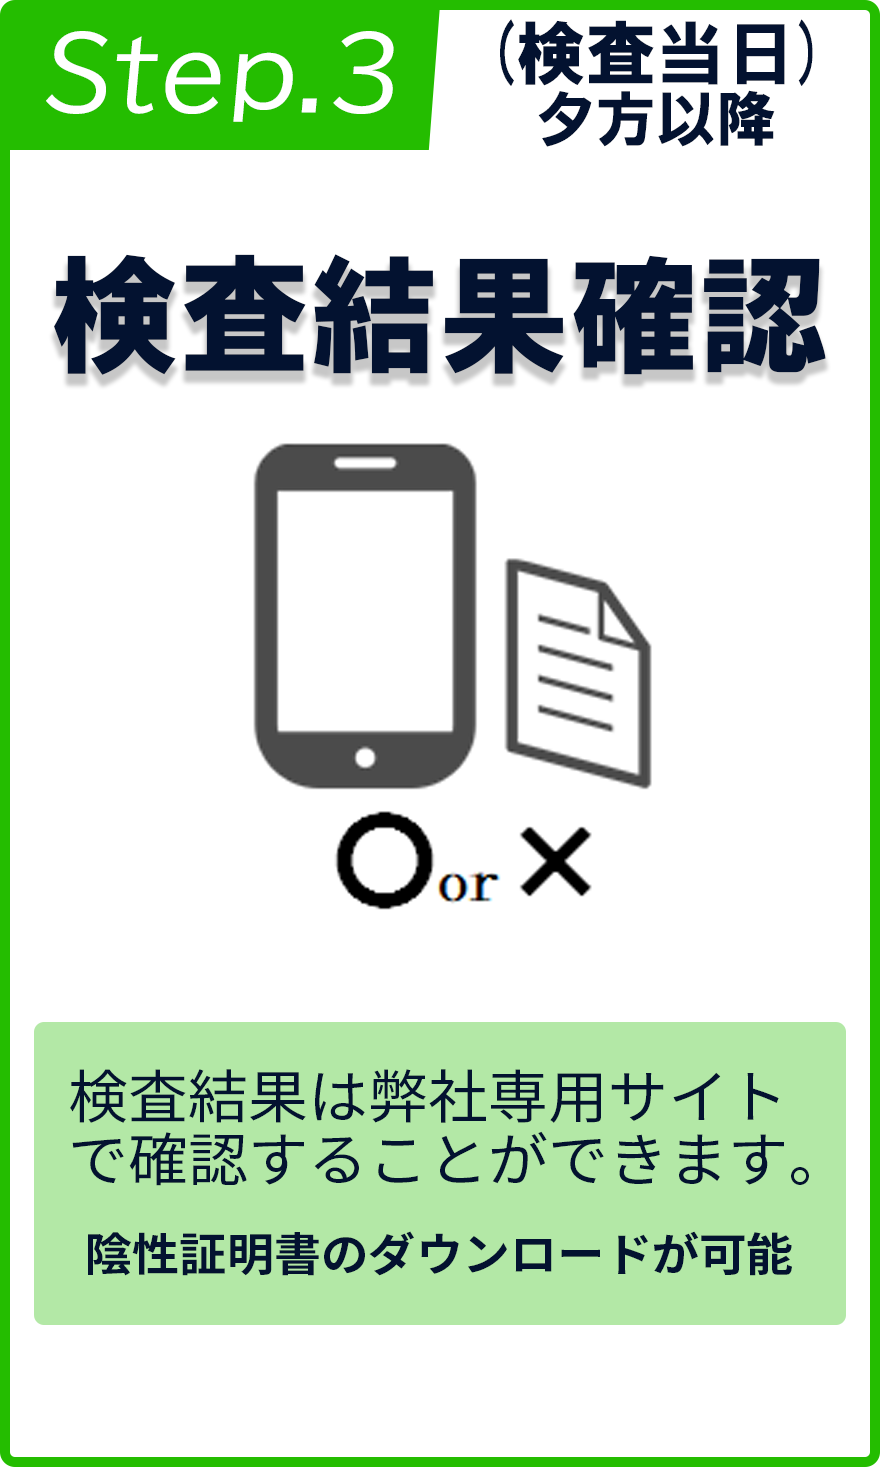 Step.3
（検査当日）
夕方以降
検査結果確認
○or×
検査結果は弊社専用サイト
で確認することができます。
陰性証明書のダウンロードが可能